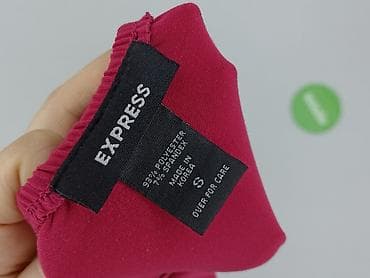 EXPRESS
93% POLYESTER
7% SPANDEX
MADE IN
KOREA
S
OVER FOR CARE